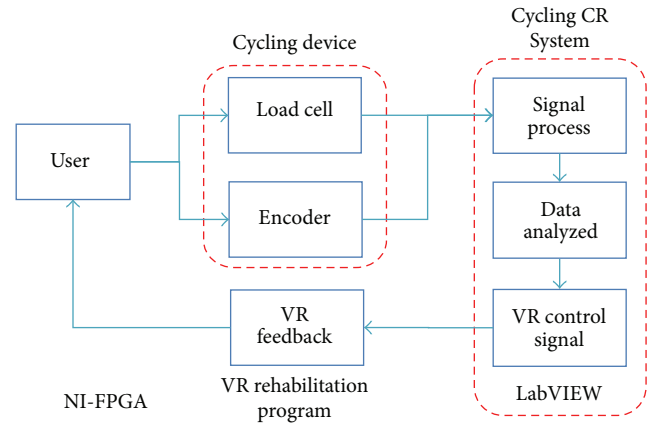 Cycling CR
System
Cycling device
Load cell
Signal
process
User
Encoder
Data
analyzed
VR
feedback
VR control
signal
VR rehabilitation
program
NI-FPGA
LabVIEW